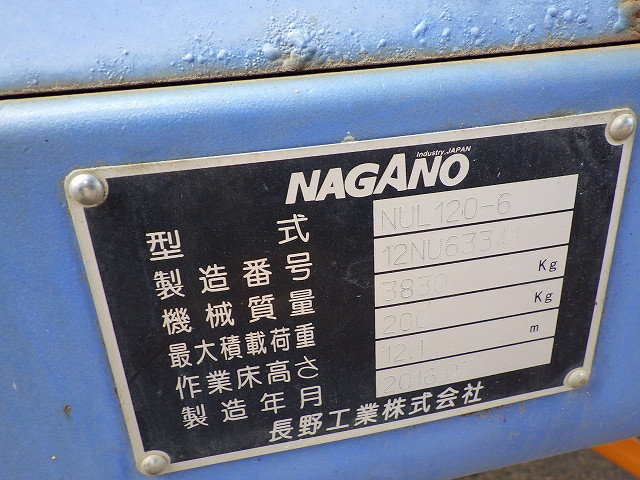 Industry, JAPAN
NAGANO
型式 NUL120-6
製造番号 12NU63341
機械質量 3830 Kg
最大積載荷重 200 Kg
作業床高さ 12.1 m
製造年月
長野工業株式会社